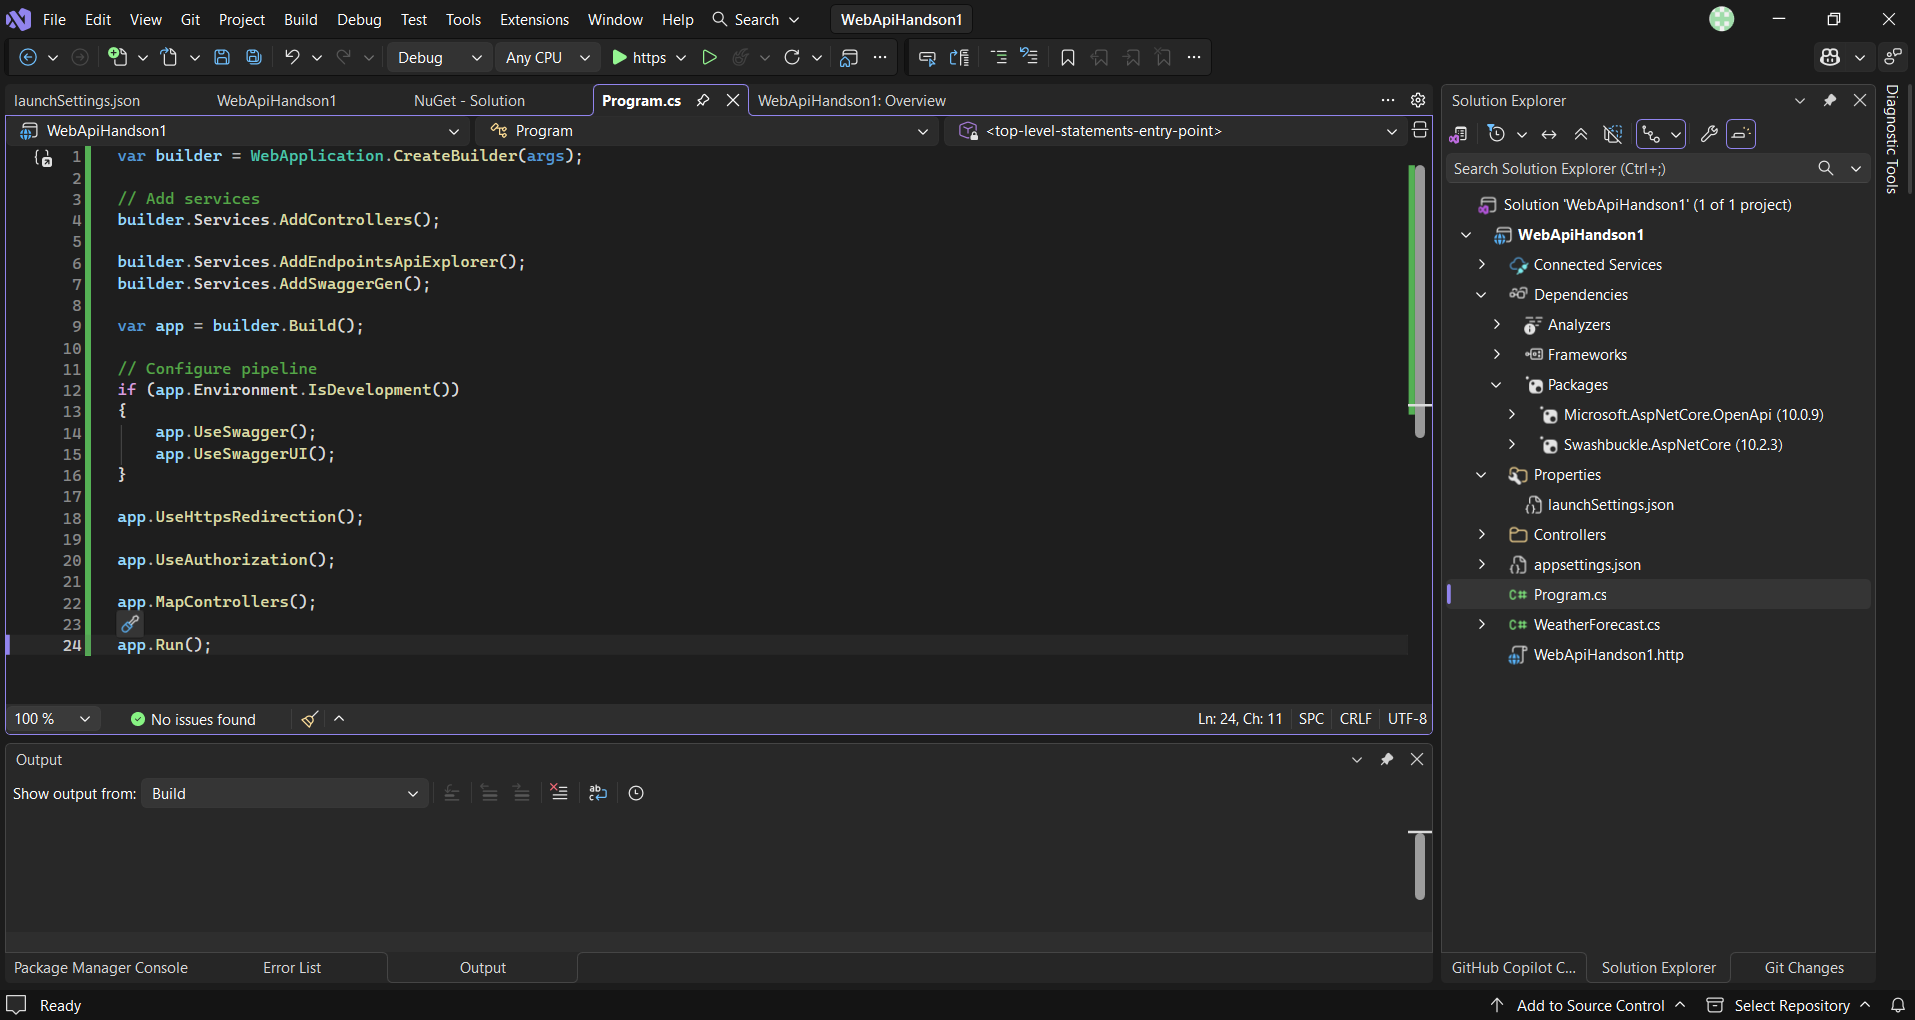 File Edit View Git Project Build Debug Test Tools Extensions Window Help Search WebApiHandson1
Debug Any CPU https
launchSettings.json WebApiHandson1 NuGet - Solution Program.cs WebApiHandson1: Overview
WebApiHandson1 Program <top-level-statements-entry-point>
1 var builder = WebApplication.CreateBuilder(args);
2
3 // Add services
4 builder.Services.AddControllers();
5
6 builder.Services.AddEndpointsApiExplorer();
7 builder.Services.AddSwaggerGen();
8
9 var app = builder.Build();
10
11 // Configure pipeline
12 if (app.Environment.IsDevelopment())
13 {
14 app.UseSwagger();
15 app.UseSwaggerUI();
16 }
17
18 app.UseHttpsRedirection();
19
20 app.UseAuthorization();
21
22 app.MapControllers();
23
24 app.Run();
100 % No issues found Ln: 24, Ch: 11 SPC CRLF UTF-8
Output
Show output from: Build
Package Manager Console Error List Output
Solution Explorer
Search Solution Explorer (Ctrl+;)
Solution 'WebApiHandson1' (1 of 1 project)
WebApiHandson1
Connected Services
Dependencies
Analyzers
Frameworks
Packages
Microsoft.AspNetCore.OpenApi (10.0.9)
Swashbuckle.AspNetCore (10.2.3)
Properties
launchSettings.json
Controllers
appsettings.json
C# Program.cs
C# WeatherForecast.cs
WebApiHandson1.http
GitHub Copilot C... Solution Explorer Git Changes
Diagnostic Tools
Ready Add to Source Control Select Repository